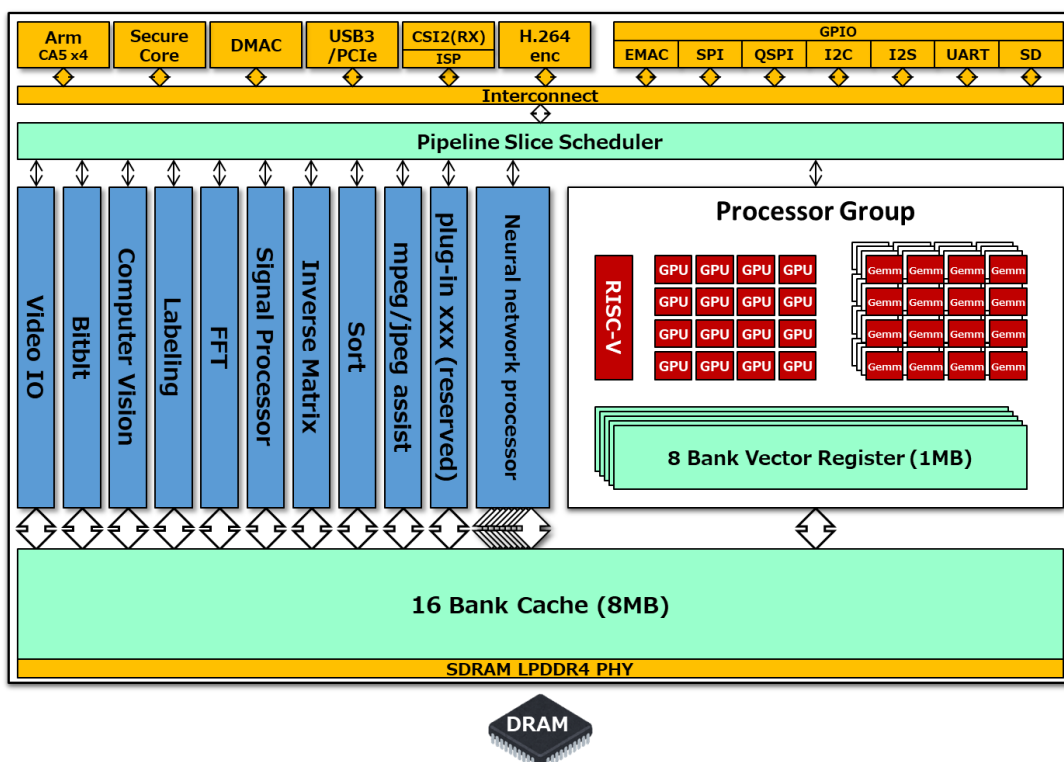 Arm
CA5 x4
Secure
Core
DMAC
USB3
/PCIe
CSI2(RX)
ISP
H.264
enc
GPIO
EMAC
SPI
QSPI
I2C
I2S
UART
SD
Interconnect
Pipeline Slice Scheduler
Video IO
Bitblt
Computer Vision
Labeling
FFT
Signal Processor
Inverse Matrix
Sort
mpeg/jpeg assist
plug-in xxx (reserved)
Neural network processor
Processor Group
RISC-V
GPU GPU GPU GPU
GPU GPU GPU GPU
GPU GPU GPU GPU
GPU GPU GPU GPU
Gemm Gemm Gemm Gemm
Gemm Gemm Gemm Gemm
Gemm Gemm Gemm Gemm
Gemm Gemm Gemm Gemm
8 Bank Vector Register (1MB)
16 Bank Cache (8MB)
SDRAM LPDDR4 PHY
DRAM